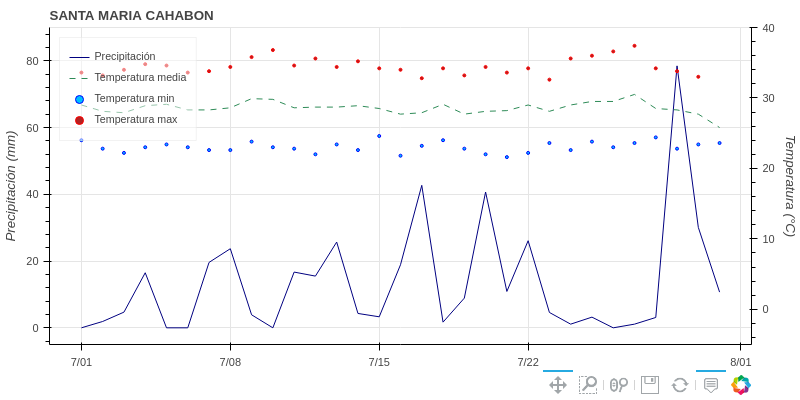 SANTA MARIA CAHABON
Precipitación
Temperatura media
Temperatura min
Temperatura max
Precipitación (mm)
80
60
40
20
0
Temperatura (°C)
40
30
20
10
0
7/01
7/08
7/15
7/22
8/01